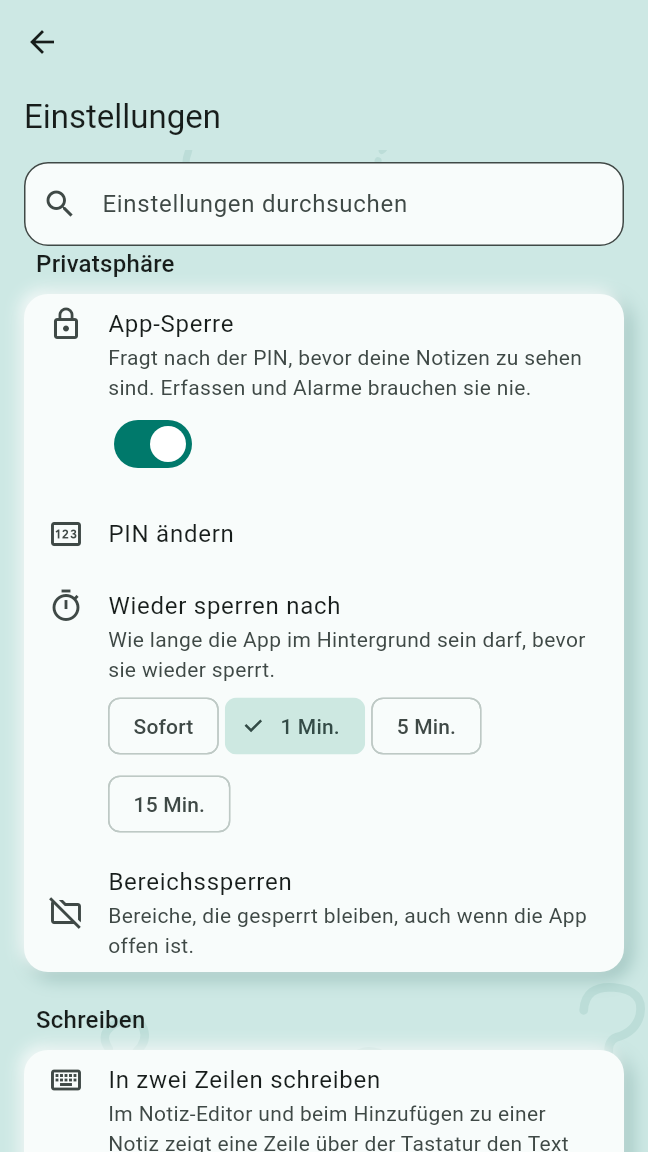 Einstellungen
Einstellungen durchsuchen
Privatsphäre
App-Sperre
Fragt nach der PIN, bevor deine Notizen zu sehen
sind. Erfassen und Alarme brauchen sie nie.
123
PIN ändern
Wieder sperren nach
Wie lange die App im Hintergrund sein darf, bevor
sie wieder sperrt.
Sofort
1 Min.
5 Min.
15 Min.
Bereichssperren
Bereiche, die gesperrt bleiben, auch wenn die App
offen ist.
Schreiben
In zwei Zeilen schreiben
Im Notiz-Editor und beim Hinzufügen zu einer
Notiz zeigt eine Zeile über der Tastatur den Text